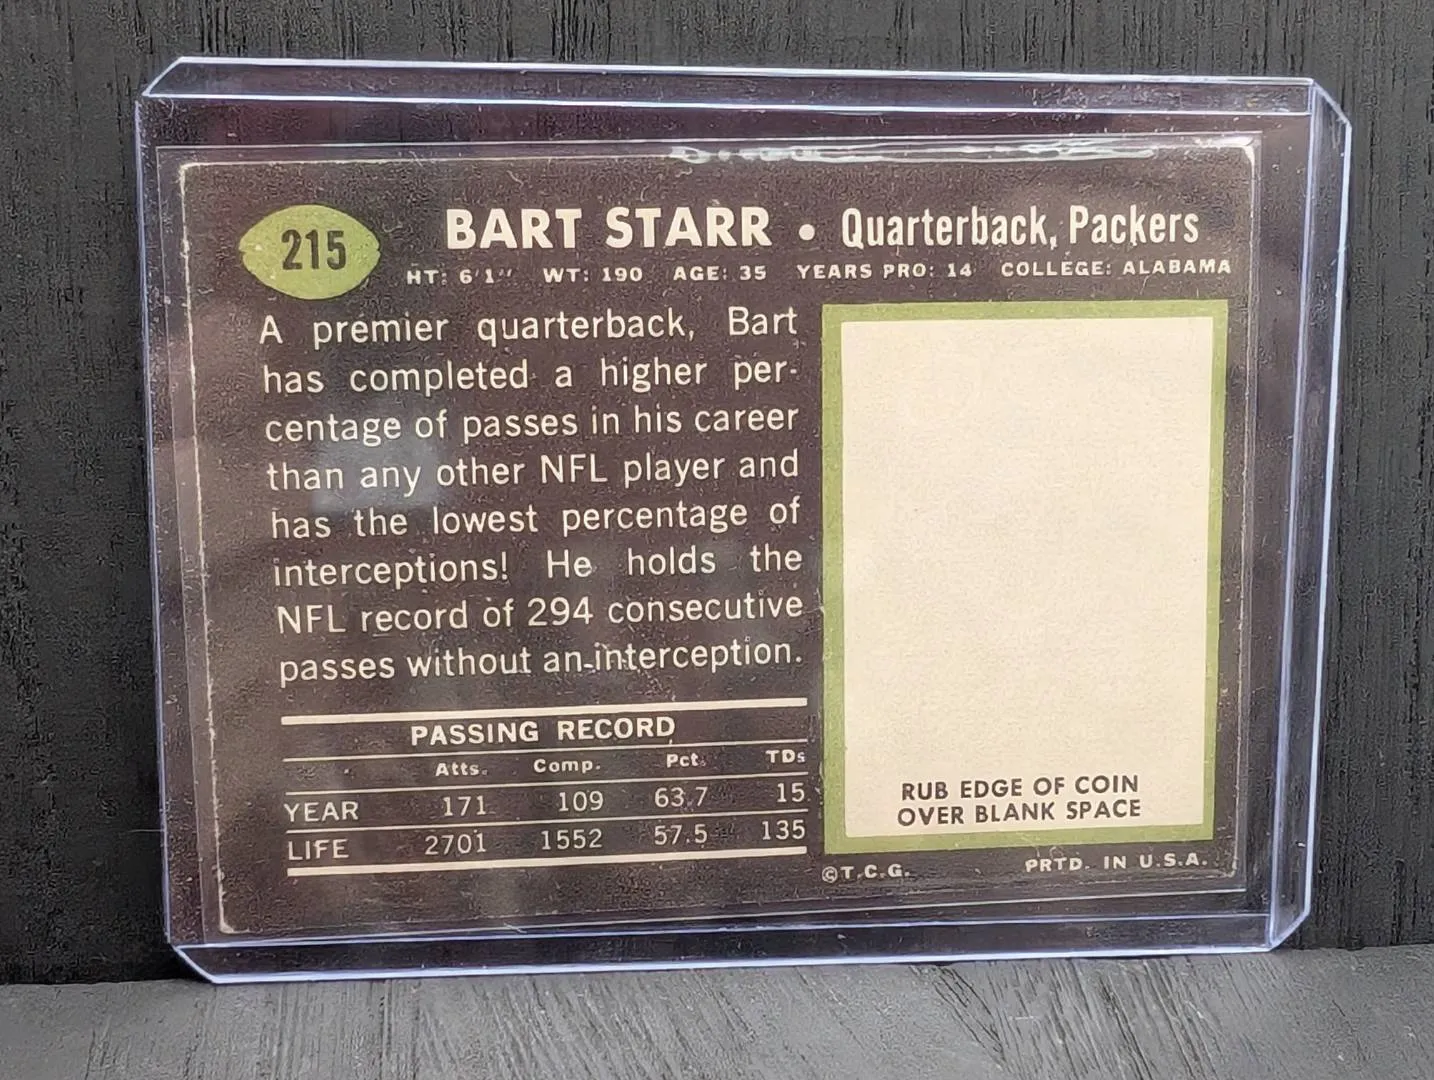 215
BART STARR • Quarterback, Packers
HT: 6'1" WT: 190 AGE: 35 YEARS PRO: 14 COLLEGE: ALABAMA
A premier quarterback, Bart
has completed a higher per-
centage of passes in his career
than any other NFL player and
has the lowest percentage of
interceptions! He holds the
NFL record of 294 consecutive
passes without an interception.
PASSING RECORD
Atts. Comp. Pct. TDs
YEAR 171 109 63.7 15
LIFE 2701 1552 57.5 135
RUB EDGE OF COIN
OVER BLANK SPACE
©T.C.G. PRTD. IN U.S.A.